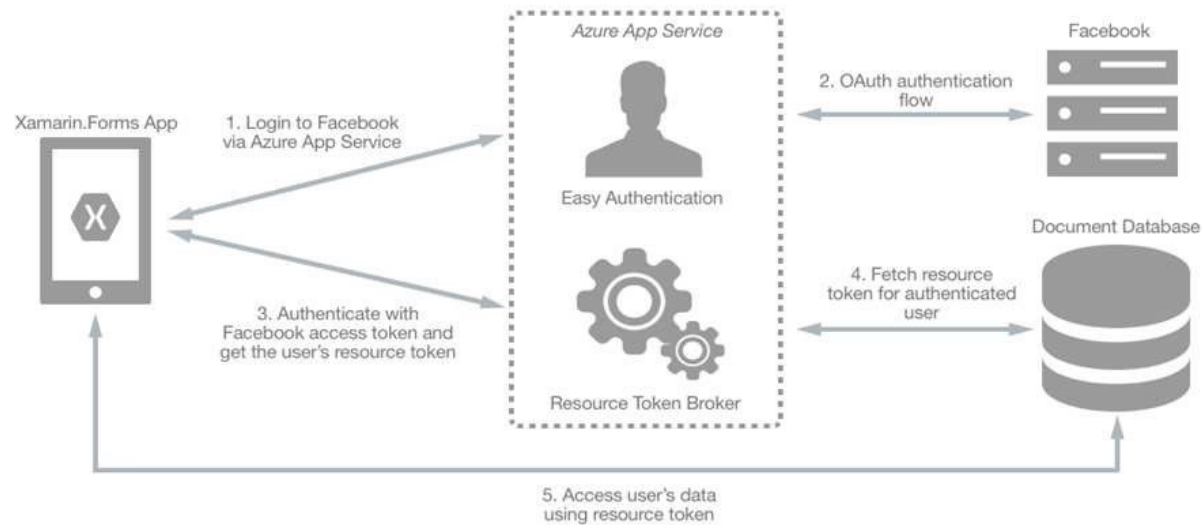 Azure App Service
Facebook
Xamarin.Forms App
X
1. Login to Facebook
via Azure App Service
2. OAuth authentication
flow
Easy Authentication
Document Database
3. Authenticate with
Facebook access token and
get the user's resource token
4. Fetch resource
token for authenticated
user
Resource Token Broker
5. Access user's data
using resource token